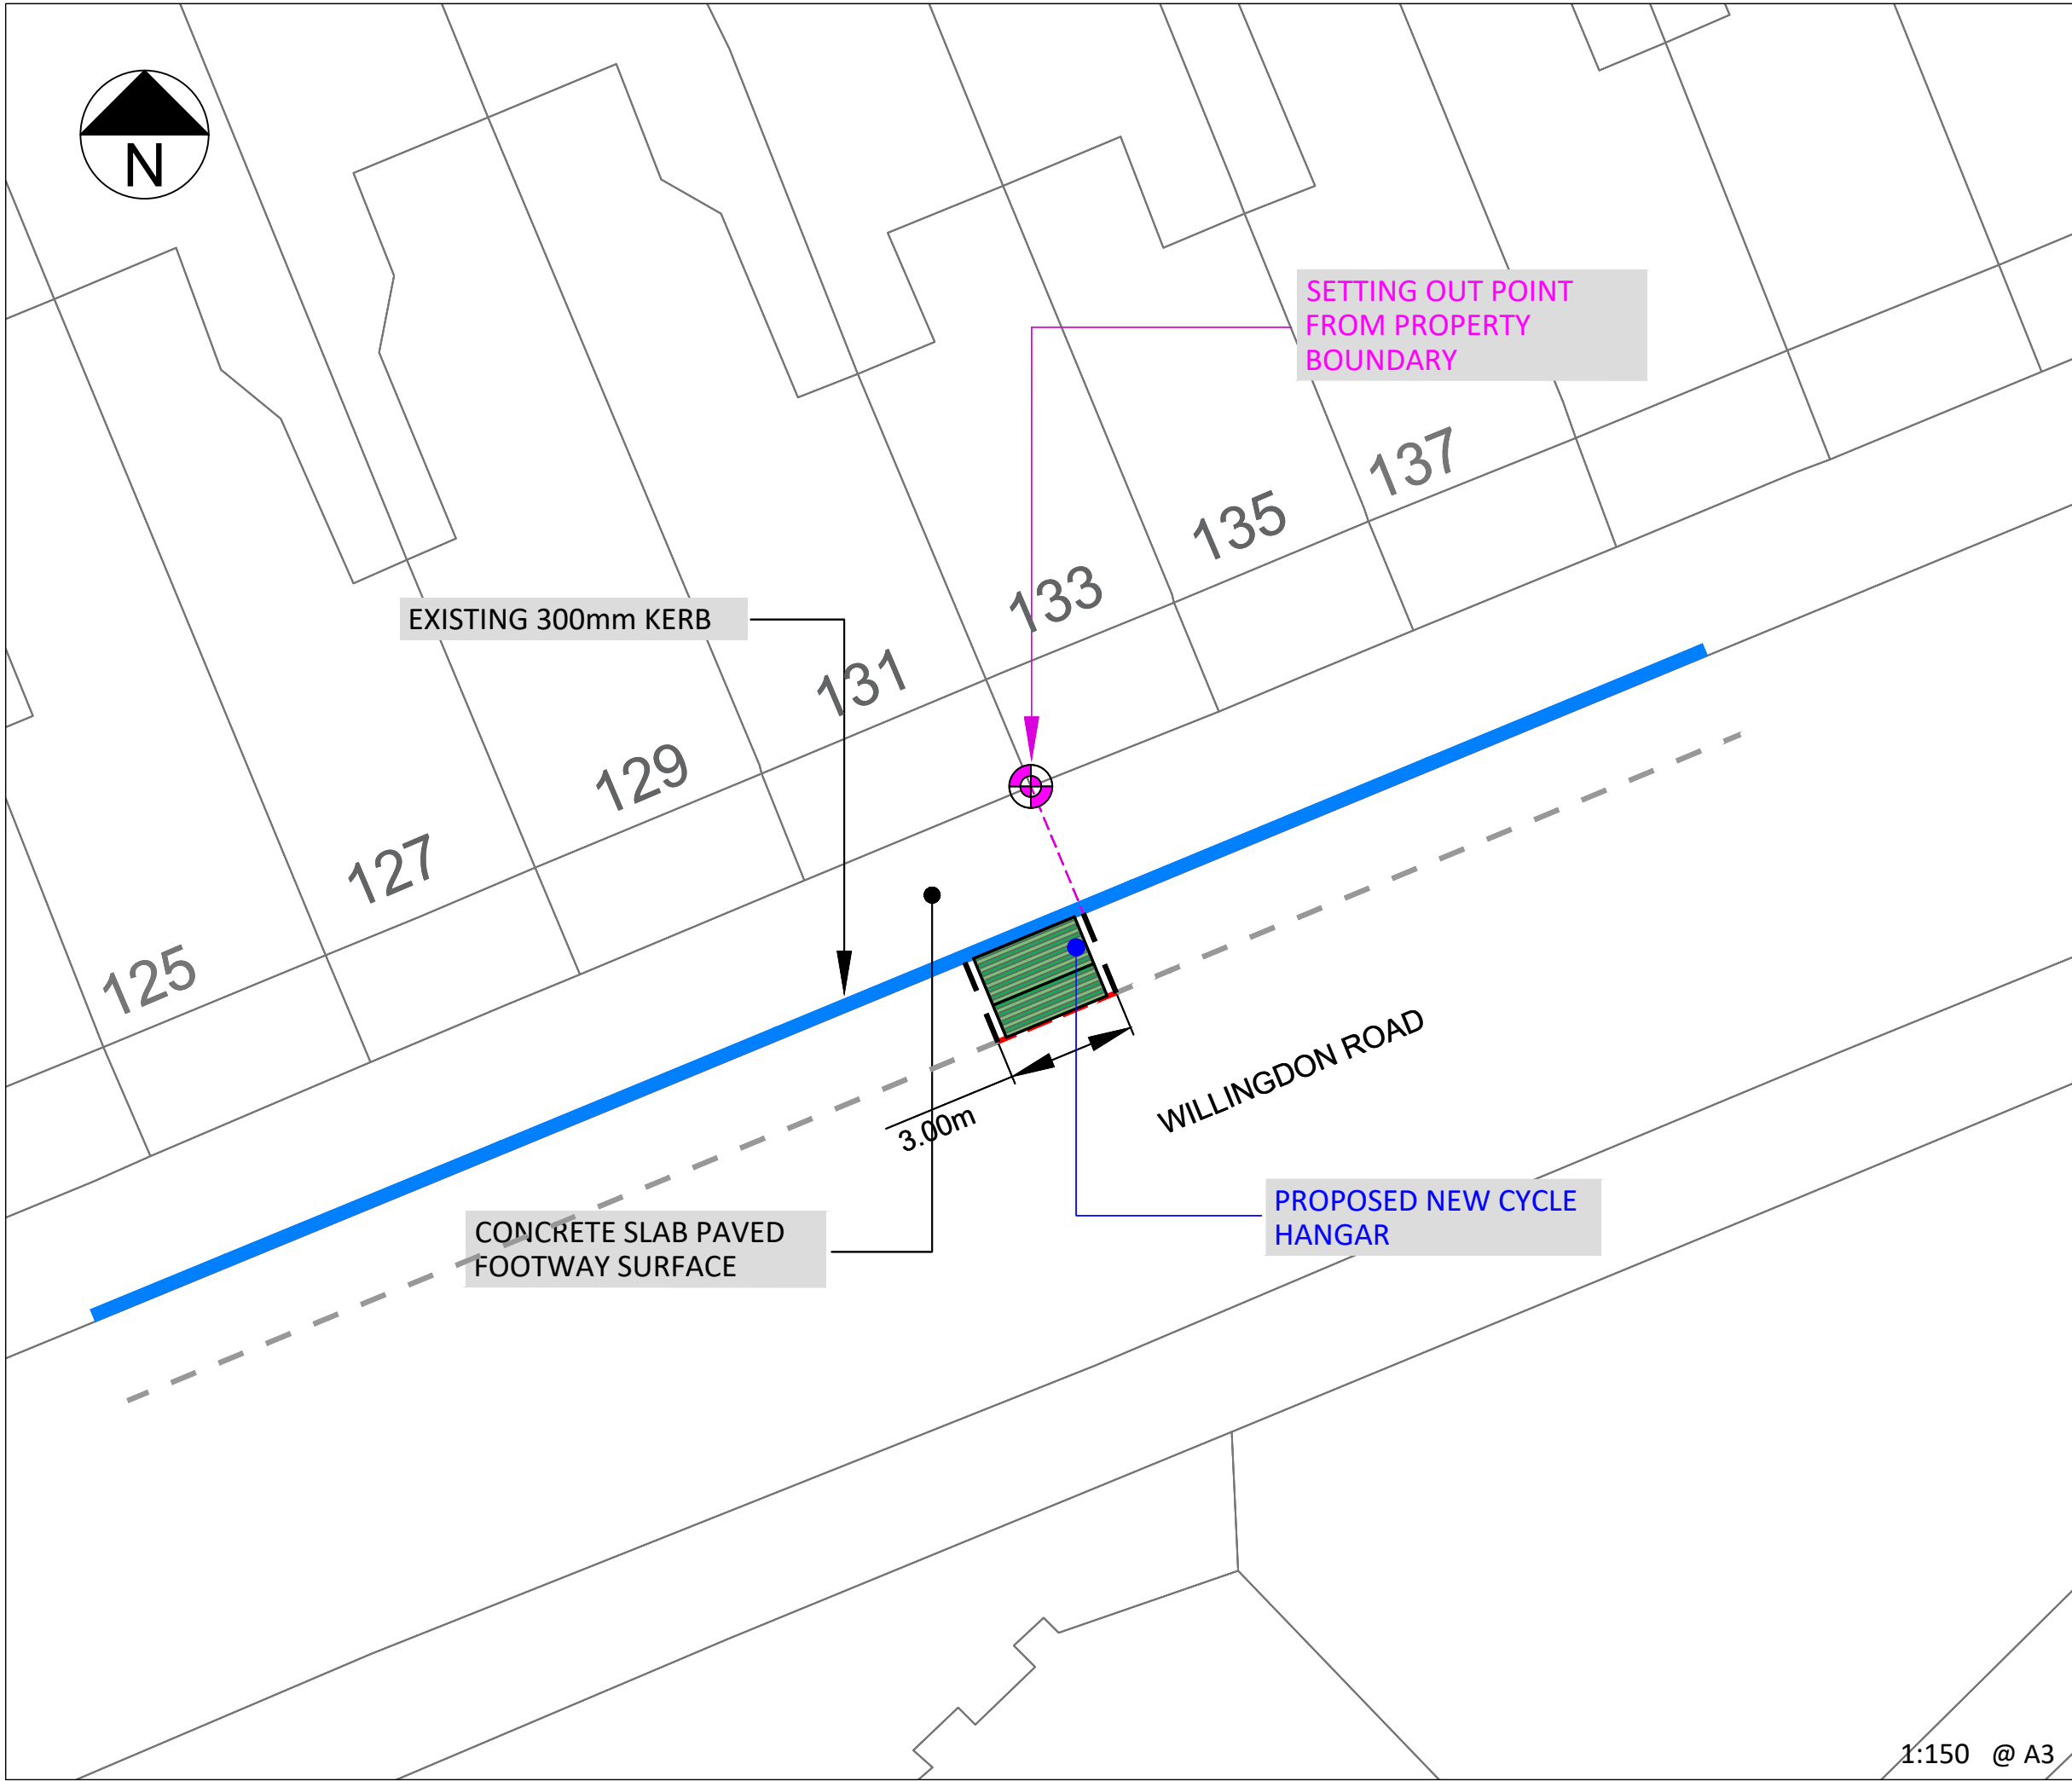 N
SETTING OUT POINT
FROM PROPERTY
BOUNDARY
137
135
133
EXISTING 300mm KERB
131
129
127
125
3.00m
WILLINGDON ROAD
PROPOSED NEW CYCLE
HANGAR
CONCRETE SLAB PAVED
FOOTWAY SURFACE
1:150 @ A3